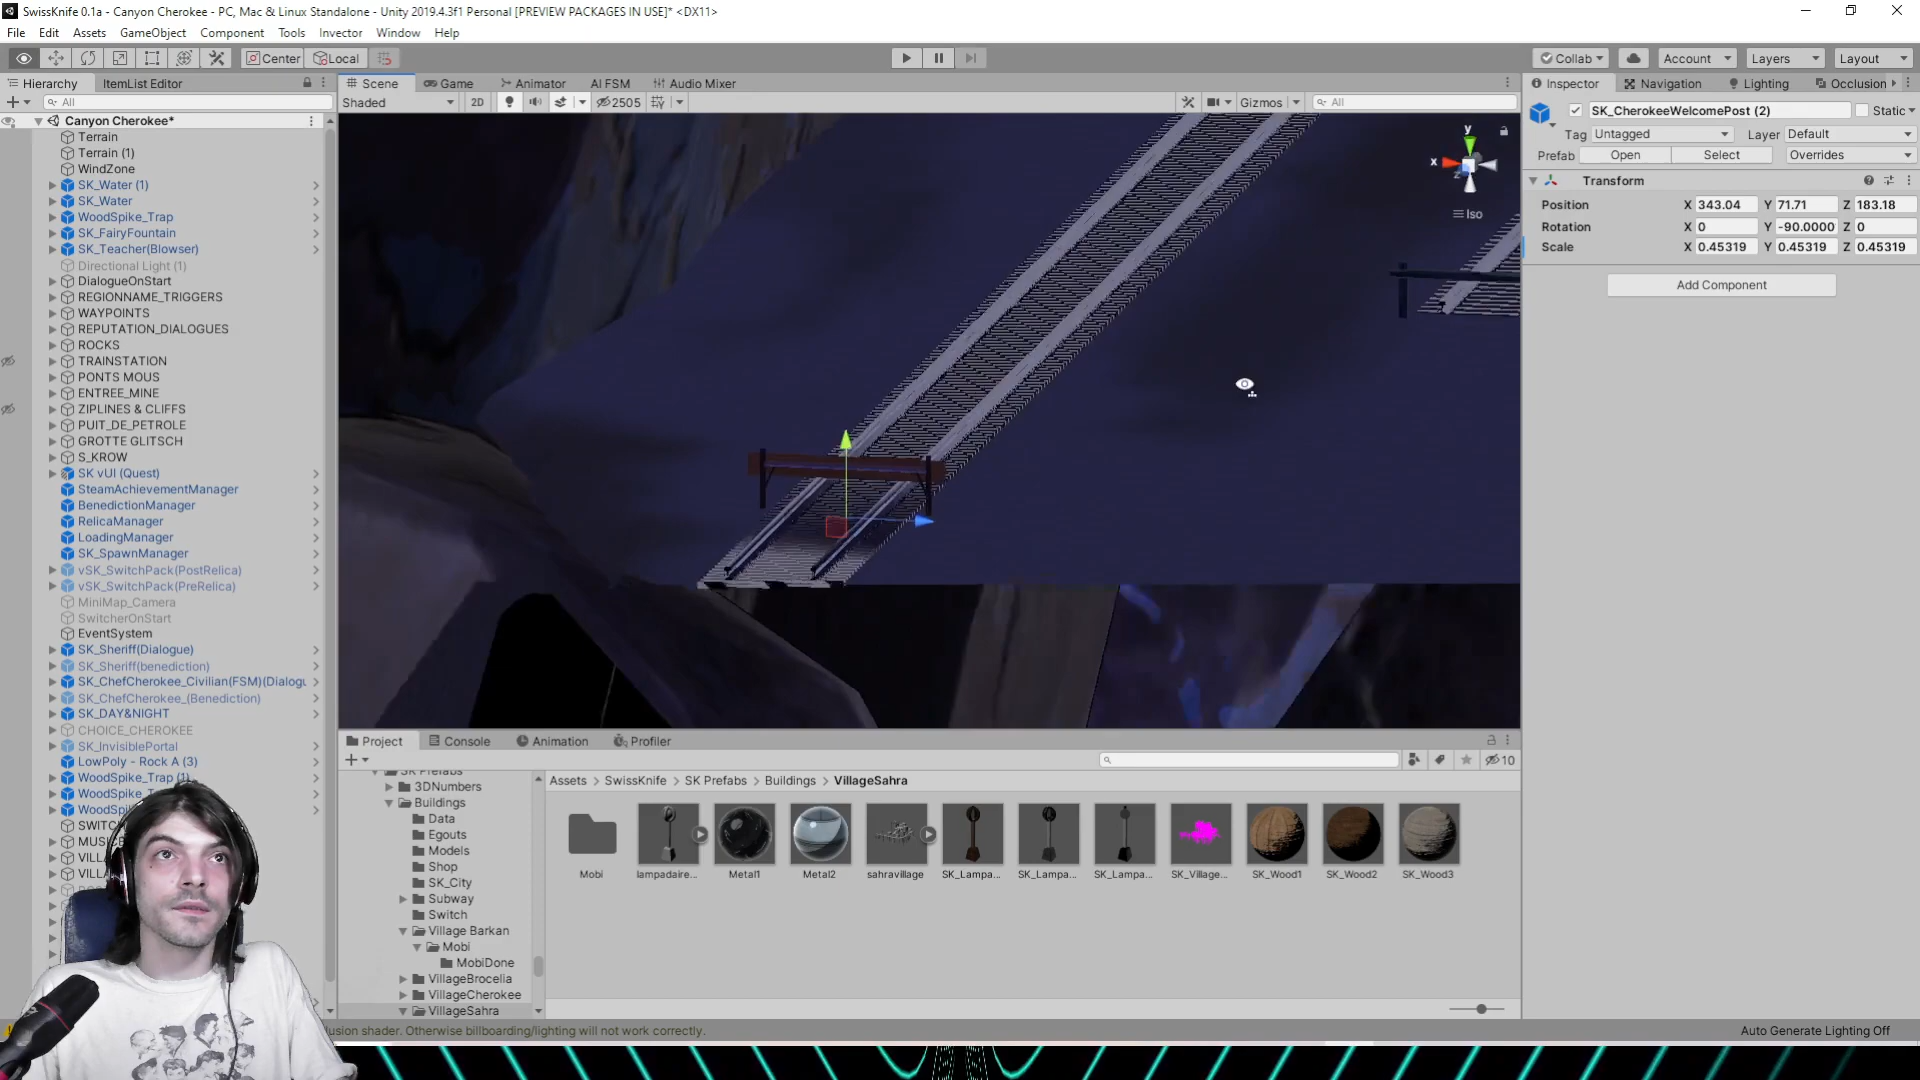 SwissKnife 0.1a - Canyon Cherokee - PC, Mac & Linux Standalone - Unity 2019.4.3f1 Personal [PREVIEW PACKAGES IN USE]* <DX11>
File Edit Assets GameObject Component Tools Invector Window Help
Center Local Collab Account Layers Layout
Hierarchy ItemList Editor
All
Canyon Cherokee*
Terrain
Terrain (1)
WindZone
SK_Water (1)
SK_Water
WoodSpike_Trap
SK_FairyFountain
SK_Teacher(Blowser)
Directional Light (1)
DialogueOnStart
REGIONNAME_TRIGGERS
WAYPOINTS
REPUTATION_DIALOGUES
ROCKS
TRAINSTATION
PONTS MOUS
ENTREE_MINE
ZIPLINES & CLIFFS
PUIT_DE_PETROLE
GROTTE GLITSCH
S_KROW
SK vUI (Quest)
SteamAchievementManager
BenedictionManager
RelicaManager
LoadingManager
SK_SpawnManager
vSK_SwitchPack(PostRelica)
vSK_SwitchPack(PreRelica)
MiniMap_Camera
SwitcherOnStart
EventSystem
SK_Sheriff(Dialogue)
SK_Sheriff(benediction)
SK_ChefCherokee_Civilian(FSM)(Dialogu
SK_ChefCherokee_(Benediction)
SK_DAY&NIGHT
CHOICE_CHEROKEE
SK_InvisiblePortal
LowPoly - Rock A (3)
WoodSpike_Trap (1)
Scene Game Animator AI FSM Audio Mixer
Shaded 2D 2505 Gizmos All
y
x
z
Iso
Project Console Animation Profiler
10
SK Prefabs
3DNumbers
Buildings
Data
Egouts
Models
Shop
SK_City
Subway
Switch
Village Barkan
Mobi
MobiDone
VillageBrocelia
VillageCherokee
VillageSahra
Assets > SwissKnife > SK Prefabs > Buildings > VillageSahra
Mobi lampadaire... Metal1 Metal2 sahravillage SK_Lampa... SK_Lampa... SK_Lampa... SK_Village... SK_Wood1 SK_Wood2 SK_Wood3
Inspector Navigation Lighting Occlusion
SK_CherokeeWelcomePost (2) Static
Tag Untagged Layer Default
Prefab Open Select Overrides
Transform
Position X 343.04 Y 71.71 Z 183.18
Rotation X 0 Y -90.0000 Z 0
Scale X 0.45319 Y 0.45319 Z 0.45319
Add Component
usion shader. Otherwise billboarding/lighting will not work correctly.
Auto Generate Lighting Off